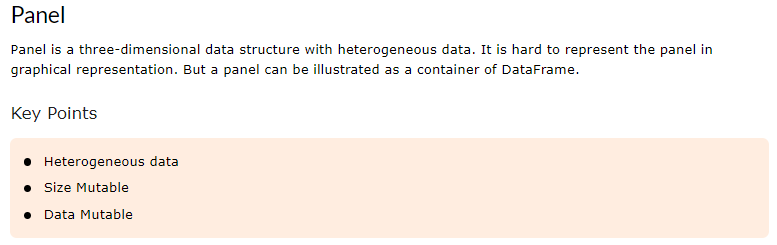 Panel
Panel is a three-dimensional data structure with heterogeneous data. It is hard to represent the panel in
graphical representation. But a panel can be illustrated as a container of DataFrame.
Key Points
● Heterogeneous data
● Size Mutable
● Data Mutable